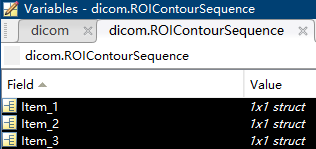 Variables - dicom.ROIContourSequence
dicom × dicom.ROIContourSequence ×
dicom.ROIContourSequence
Field Value
Item_1 1x1 struct
Item_2 1x1 struct
Item_3 1x1 struct